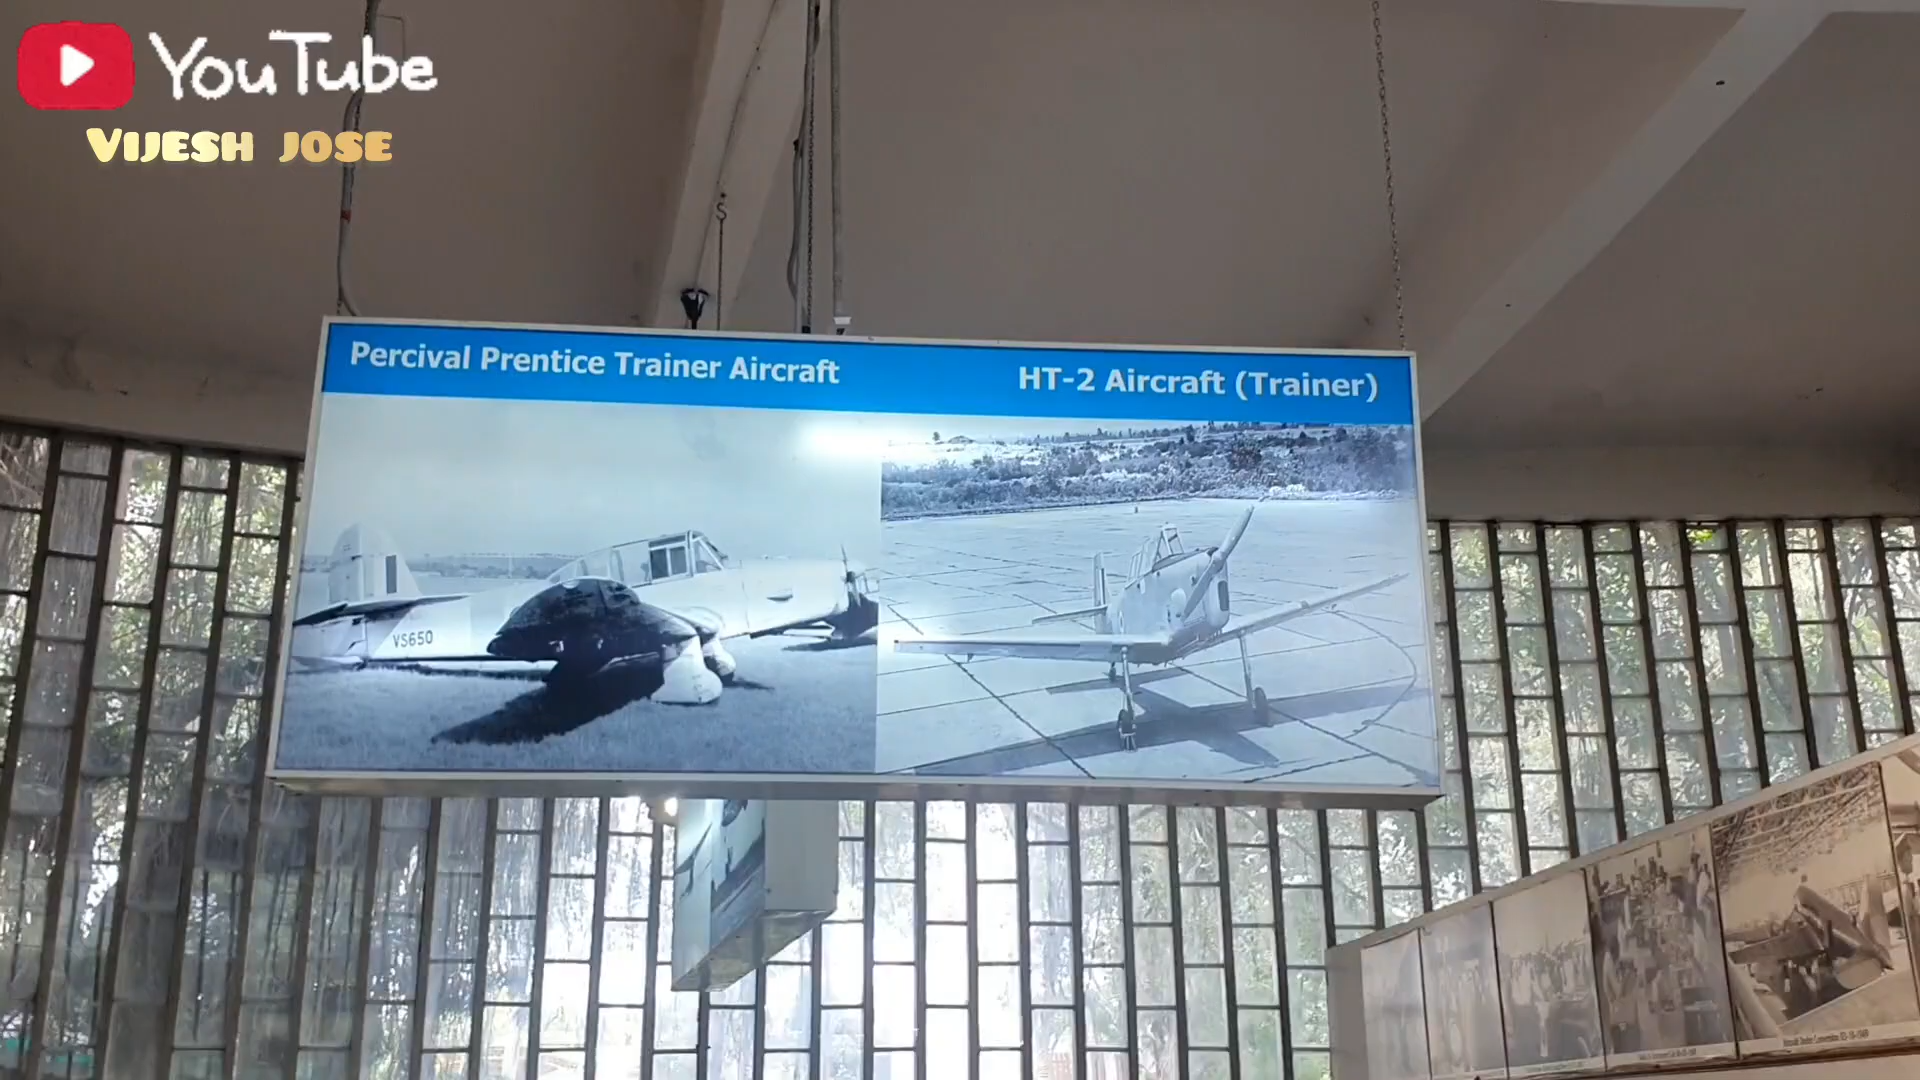 YouTube
VIJESH JOSE
Percival Prentice Trainer Aircraft
HT-2 Aircraft (Trainer)
VS650